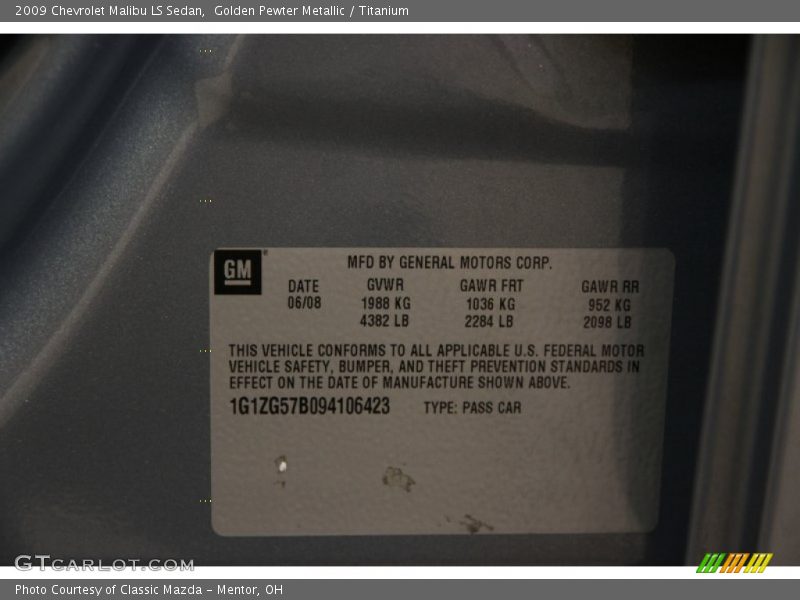 2009 Chevrolet Malibu LS Sedan,  Golden Pewter Metallic / Titanium
GM
MFD BY GENERAL MOTORS CORP.
DATE GVWR GAWR FRT GAWR RR
06/08 1988 KG 1036 KG 952 KG
4382 LB 2284 LB 2098 LB
THIS VEHICLE CONFORMS TO ALL APPLICABLE U.S. FEDERAL MOTOR
VEHICLE SAFETY, BUMPER, AND THEFT PREVENTION STANDARDS IN
EFFECT ON THE DATE OF MANUFACTURE SHOWN ABOVE.
1G1ZG57B094106423 TYPE: PASS CAR
GTCARLOT.COM
Photo Courtesy of Classic Mazda - Mentor, OH